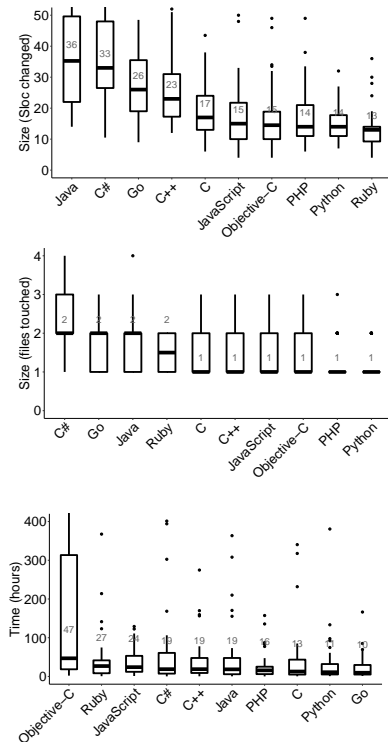 Size (Sloc changed)
50
40
30
20
10
36
33
26
23
17
15
15
14
14
13
Java
C#
Go
C++
C
JavaScript
Objective−C
PHP
Python
Ruby
Size (files touched)
4
3
2
1
0
2
2
2
2
1
1
1
1
1
1
C#
Go
Java
Ruby
C
C++
JavaScript
Objective−C
PHP
Python
Time (hours)
400
300
200
100
0
47
27
24
19
19
19
16
13
11
10
Objective−C
Ruby
JavaScript
C#
C++
Java
PHP
C
Python
Go